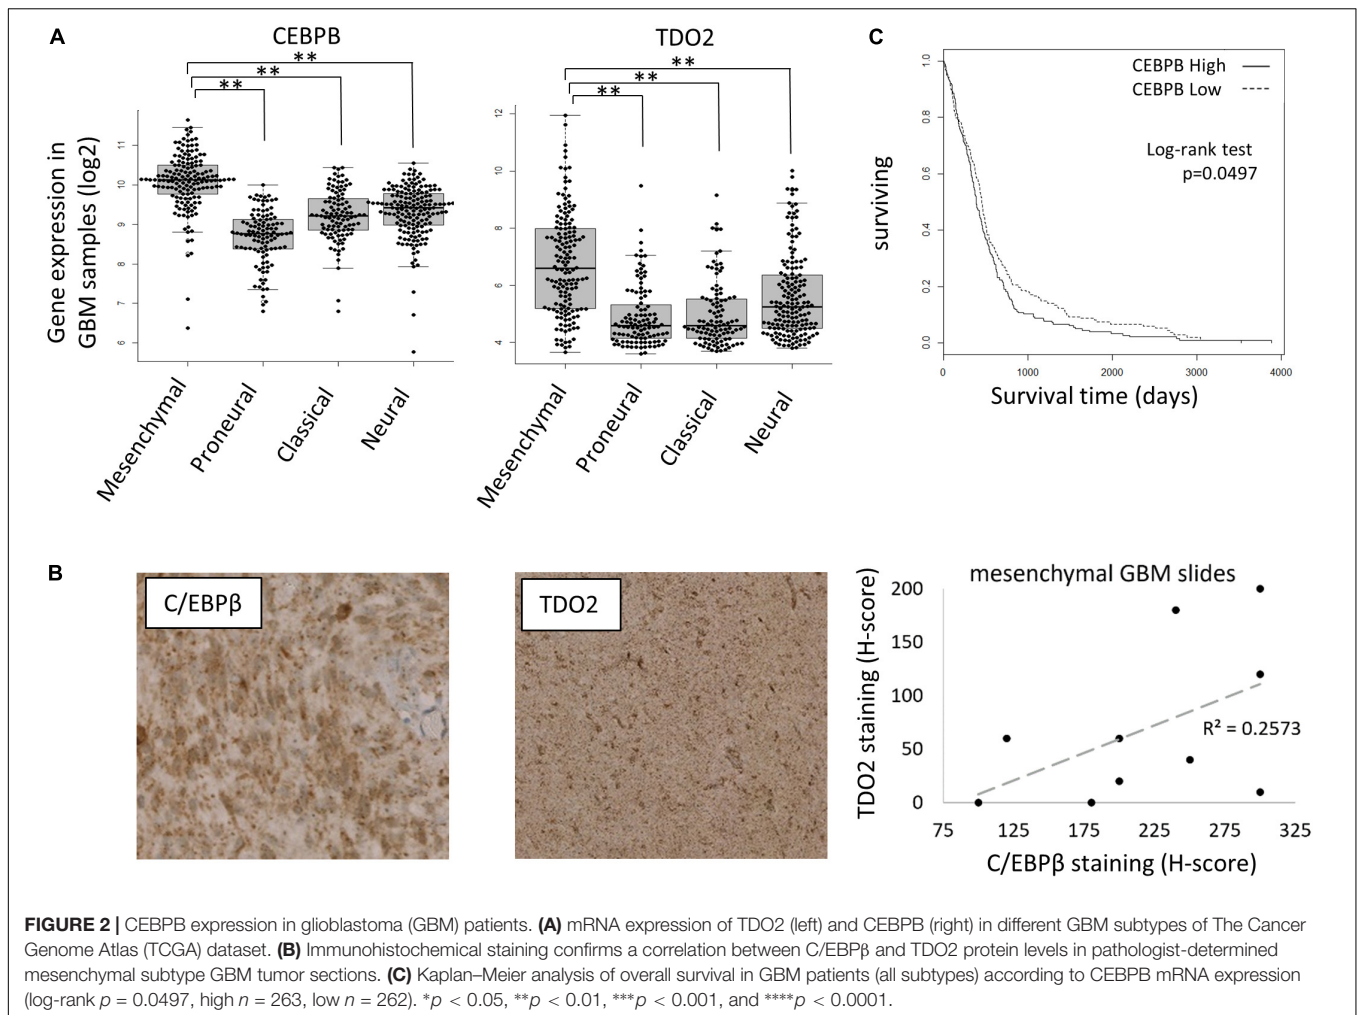 A
CEBPB
**
**
**
Gene expression in
GBM samples (log2)
11
10
9
8
7
6
Mesenchymal
Proneural
Classical
Neural
TDO2
**
**
**
12
10
8
6
4
Mesenchymal
Proneural
Classical
Neural
C
surviving
1.0
0.8
0.6
0.4
0.2
0.0
CEBPB High
CEBPB Low
Log-rank test
p=0.0497
0 1000 2000 3000 4000
Survival time (days)
B
C/EBPβ
TDO2
mesenchymal GBM slides
TDO2 staining (H-score)
200
150
100
50
0
R² = 0.2573
75 125 175 225 275 325
C/EBPβ staining (H-score)
FIGURE 2 | CEBPB expression in glioblastoma (GBM) patients. (A) mRNA expression of TDO2 (left) and CEBPB (right) in different GBM subtypes of The Cancer
Genome Atlas (TCGA) dataset. (B) Immunohistochemical staining confirms a correlation between C/EBPβ and TDO2 protein levels in pathologist-determined
mesenchymal subtype GBM tumor sections. (C) Kaplan–Meier analysis of overall survival in GBM patients (all subtypes) according to CEBPB mRNA expression
(log-rank p = 0.0497, high n = 263, low n = 262). *p < 0.05, **p < 0.01, ***p < 0.001, and ****p < 0.0001.